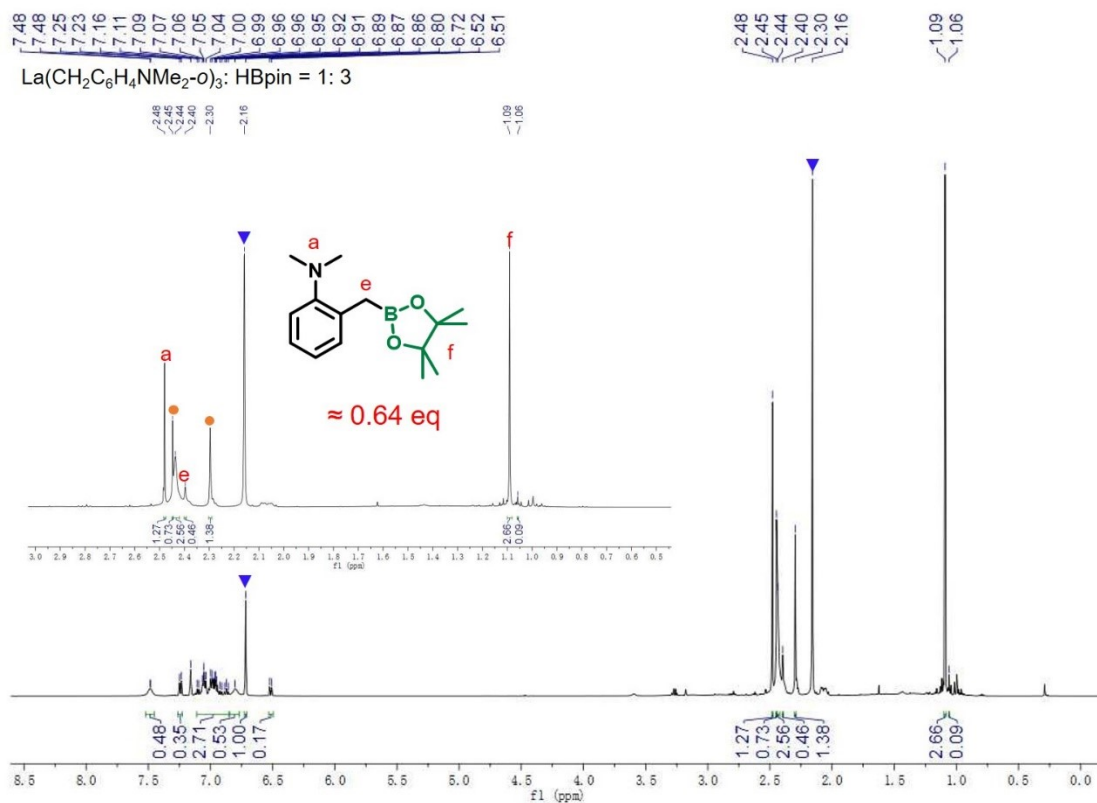 7.48 7.48 7.25 7.23 7.16 7.11 7.09 7.07 7.06 7.05 7.04 7.00 6.99 6.96 6.96 6.95 6.92 6.91 6.89 6.87 6.86 6.80 6.72 6.52 6.51
2.48 2.45 2.44 2.40 2.30 2.16
1.09 1.06
La(CH₂C₆H₄NMe₂-o)₃: HBpin = 1: 3
2.48 2.45 2.44 2.40 2.30 2.16
1.09 1.06
f
a
N
e
O
B
O
f
a
≈ 0.64 eq
e
1.27 0.73 2.56 0.46 1.38 2.66 0.09
3.0 2.9 2.8 2.7 2.6 2.5 2.4 2.3 2.2 2.1 2.0 1.9 1.8 1.7 1.6 1.5 1.4 1.3 1.2 1.1 1.0 0.9 0.8 0.7 0.6 0.5
f1 (ppm)
0.48 0.35 2.71 0.53 1.00 0.17
1.27 0.73 2.56 0.46 1.38
2.66 0.09
8.5 8.0 7.5 7.0 6.5 6.0 5.5 5.0 4.5 4.0 3.5 3.0 2.5 2.0 1.5 1.0 0.5 0.0
f1 (ppm)